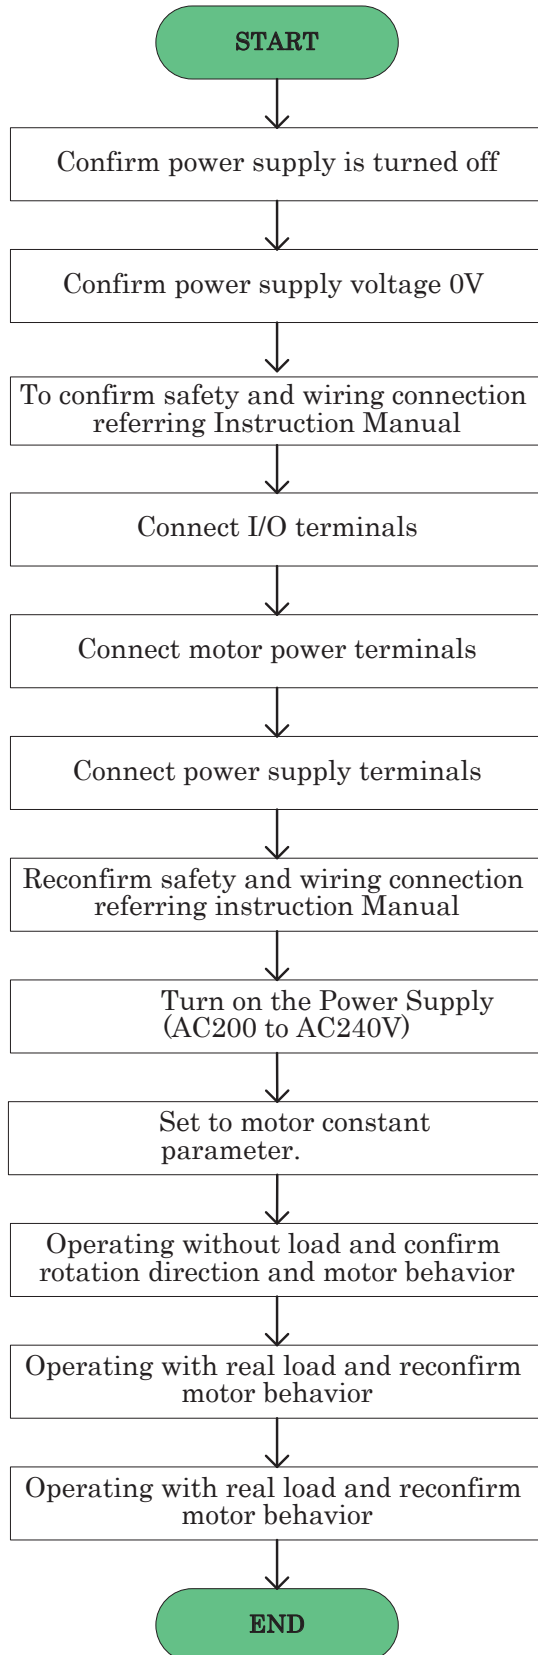 START
Confirm power supply is turned off
Confirm power supply voltage 0V
To confirm safety and wiring connection
referring Instruction Manual
Connect I/O terminals
Connect motor power terminals
Connect power supply terminals
Reconfirm safety and wiring connection
referring instruction Manual
Turn on the Power Supply
(AC200 to AC240V)
Set to motor constant
parameter.
Operating without load and confirm
rotation direction and motor behavior
Operating with real load and reconfirm
motor behavior
Operating with real load and reconfirm
motor behavior
END